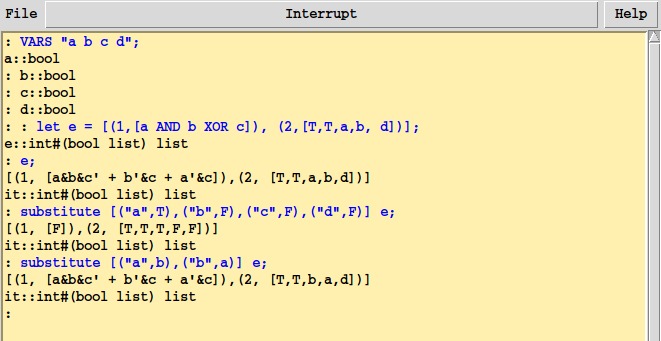 File Interrupt Help
: VARS "a b c d";
a::bool
: b::bool
: c::bool
: d::bool
: : let e = [(1,[a AND b XOR c]), (2,[T,T,a,b, d])];
e::int#(bool list) list
: e;
[(1, [a&b&c' + b'&c + a'&c]),(2, [T,T,a,b,d])]
it::int#(bool list) list
: substitute [("a",T),("b",F),("c",F),("d",F)] e;
[(1, [F]),(2, [T,T,T,F,F])]
it::int#(bool list) list
: substitute [("a",b),("b",a)] e;
[(1, [a&b&c' + b'&c + a'&c]),(2, [T,T,b,a,d])]
it::int#(bool list) list
: